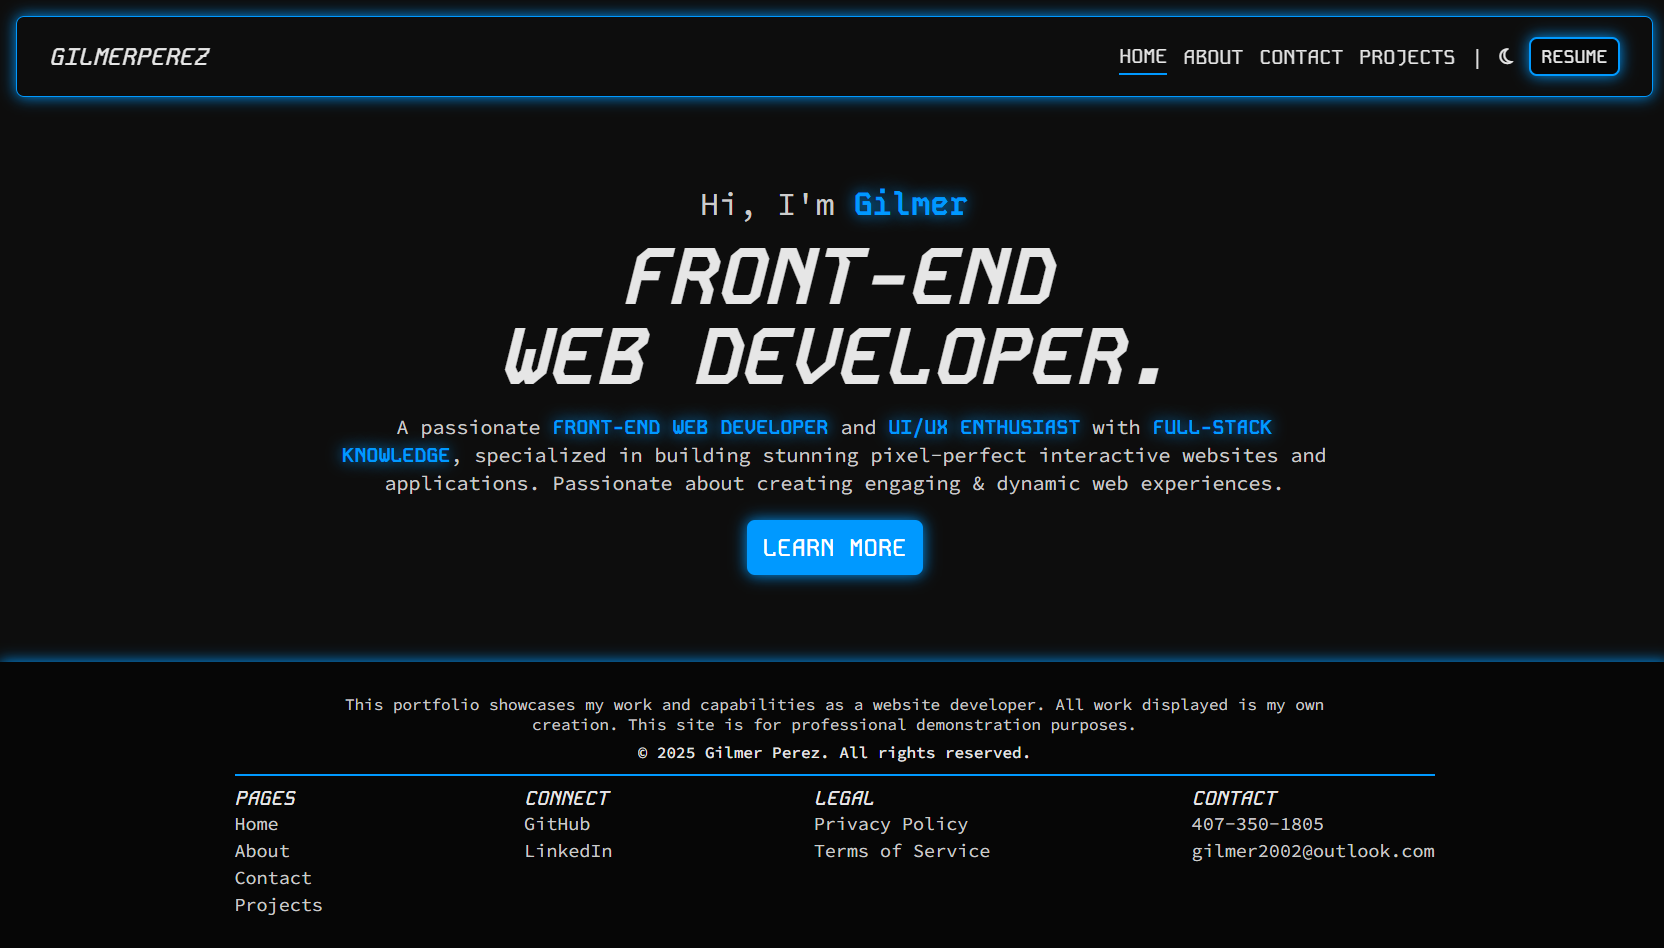 GILMERPEREZ
HOME ABOUT CONTACT PROJECTS | RESUME
Hi, I'm Gilmer
FRONT-END
WEB DEVELOPER.
A passionate FRONT-END WEB DEVELOPER and UI/UX ENTHUSIAST with FULL-STACK
KNOWLEDGE, specialized in building stunning pixel-perfect interactive websites and
applications. Passionate about creating engaging & dynamic web experiences.
LEARN MORE
This portfolio showcases my work and capabilities as a website developer. All work displayed is my own
creation. This site is for professional demonstration purposes.
© 2025 Gilmer Perez. All rights reserved.
PAGES
Home
About
Contact
Projects
CONNECT
GitHub
LinkedIn
LEGAL
Privacy Policy
Terms of Service
CONTACT
407-350-1805
gilmer2002@outlook.com